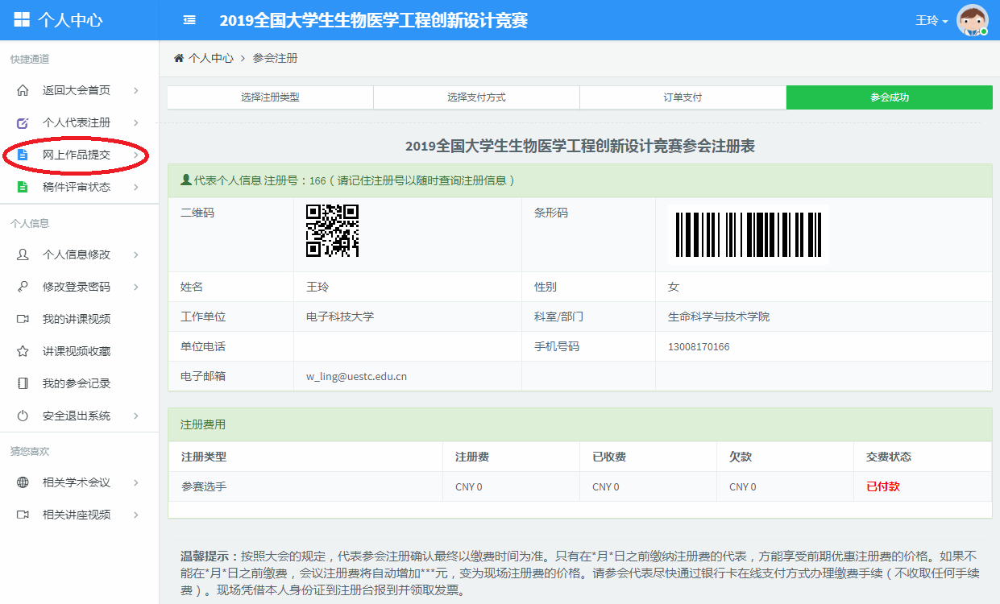 个人中心
2019全国大学生生物医学工程创新设计竞赛
王玲
快捷通道
返回大会首页
个人代表注册
网上作品提交
稿件评审状态
个人信息
个人信息修改
修改登录密码
我的讲课视频
讲课视频收藏
我的参会记录
安全退出系统
猜您喜欢
相关学术会议
相关讲座视频
个人中心 > 参会注册
选择注册类型 选择支付方式 订单支付 参会成功
2019全国大学生生物医学工程创新设计竞赛参会注册表
代表个人信息 注册号：166（请记住注册号以随时查询注册信息）
二维码 条形码
姓名 王玲 性别 女
工作单位 电子科技大学 科室/部门 生命科学与技术学院
单位电话 手机号码 13008170166
电子邮箱 w_ling@uestc.edu.cn
注册费用
注册类型 注册费 已收费 欠款 交费状态
参赛选手 CNY 0 CNY 0 CNY 0 已付款
温馨提示：按照大会的规定，代表参会注册确认最终以缴费时间为准。只有在*月*日之前缴纳注册费的代表，方能享受前期优惠注册费的价格。如果不
能在*月*日之前缴费，会议注册费将自动增加***元，变为现场注册费的价格。请参会代表尽快通过银行卡在线支付方式办理缴费手续（不收取任何手续
费）。现场凭借本人身份证到注册台报到并领取发票。